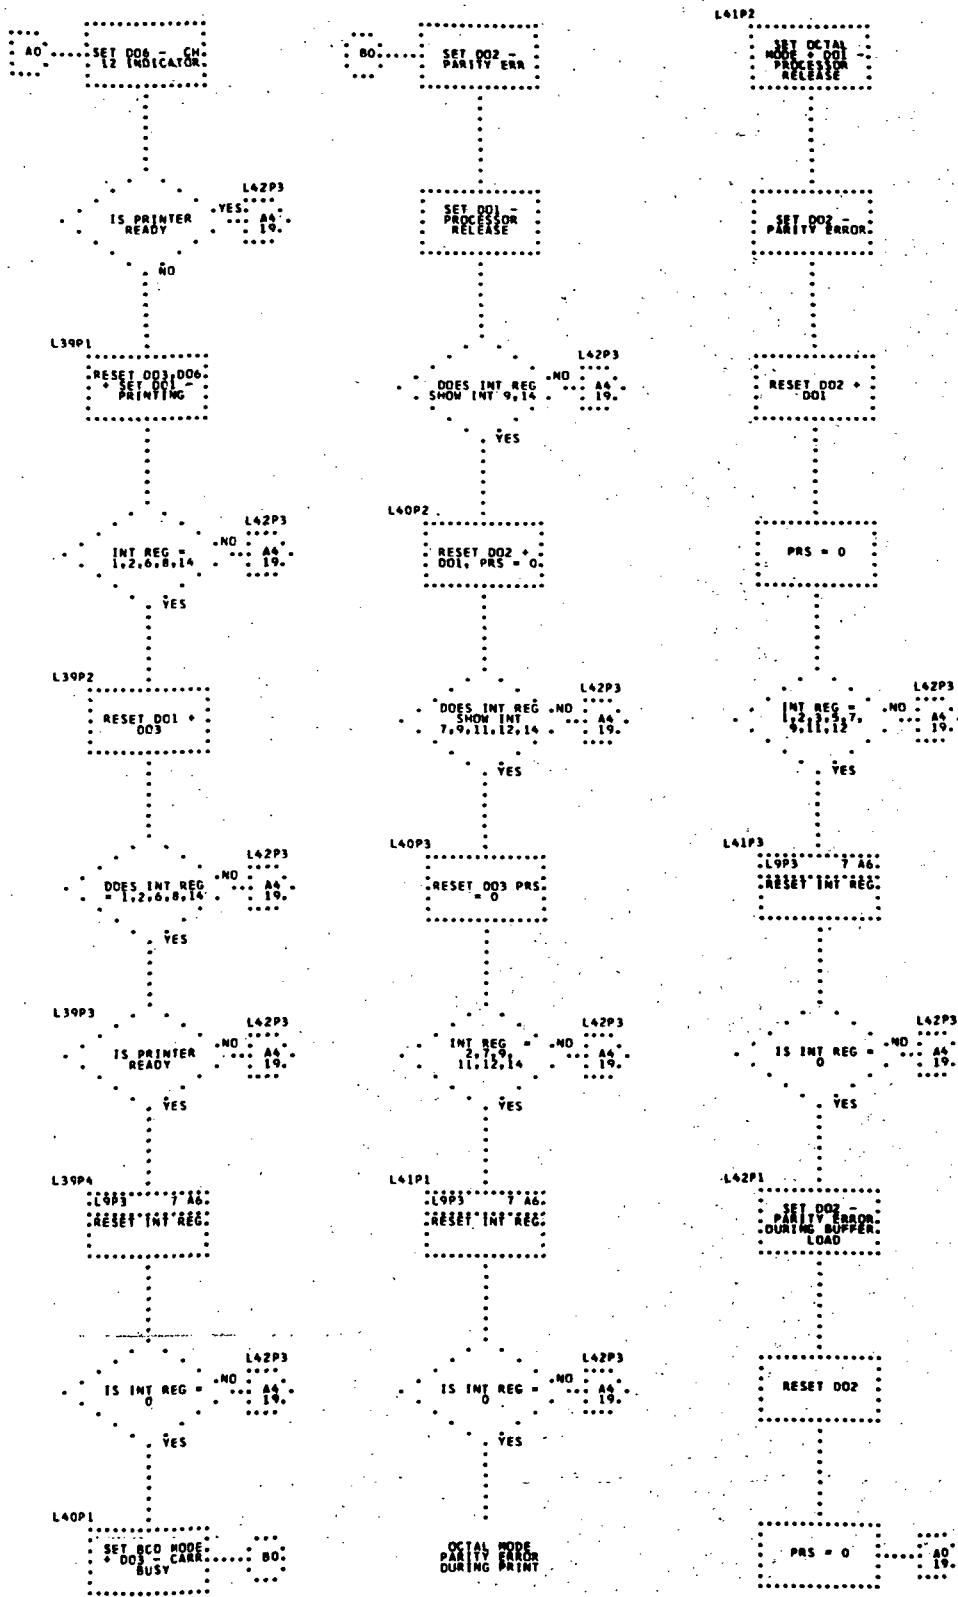 A0
SET DO6 - CH
12 INDICATOR
IS PRINTER
READY
YES
L42P3
A4
19
NO
L39P1
RESET DO3,DO6
+ SET DO1 -
PRINTING
INT REG =
1,2,6,8,14
NO
L42P3
A4
19
YES
L39P2
RESET DO1 +
DO3
DOES INT REG
= 1,2,6,8,14
NO
L42P3
A4
19
YES
L39P3
IS PRINTER
READY
NO
L42P3
A4
19
YES
L39P4
L9P3 7 A6
RESET INT REG
IS INT REG =
0
NO
L42P3
A4
19
YES
L40P1
SET BCD MODE
+ DO3 - CARR
BUSY
B0
B0
SET DO2 -
PARITY ERR
SET DO1 -
PROCESSOR
RELEASE
DOES INT REG
SHOW INT 9,14
NO
L42P3
A4
19
YES
L40P2
RESET DO2 +
DO1, PRS = 0
DOES INT REG
SHOW INT
7,9,11,12,14
NO
L42P3
A4
19
YES
L40P3
RESET DO3 PRS
= 0
INT REG =
2,7,9,
11,12,14
NO
L42P3
A4
19
YES
L41P1
L9P3 7 A6
RESET INT REG
IS INT REG =
0
NO
L42P3
A4
19
YES
OCTAL MODE
PARITY ERROR
DURING PRINT
L41P2
SET OCTAL
MODE + DO1 -
PROCESSOR
RELEASE
SET DO2 -
PARITY ERROR
RESET DO2 +
DO1
PRS = 0
INT REG =
1,2,3,5,7,
9,11,12
NO
L42P3
A4
19
YES
L41P3
L9P3 7 A6
RESET INT REG
IS INT REG =
0
NO
L42P3
A4
19
YES
L42P1
SET DO2 -
PARITY ERROR
DURING BUFFER
LOAD
RESET DO2
PRS = 0
A0
19